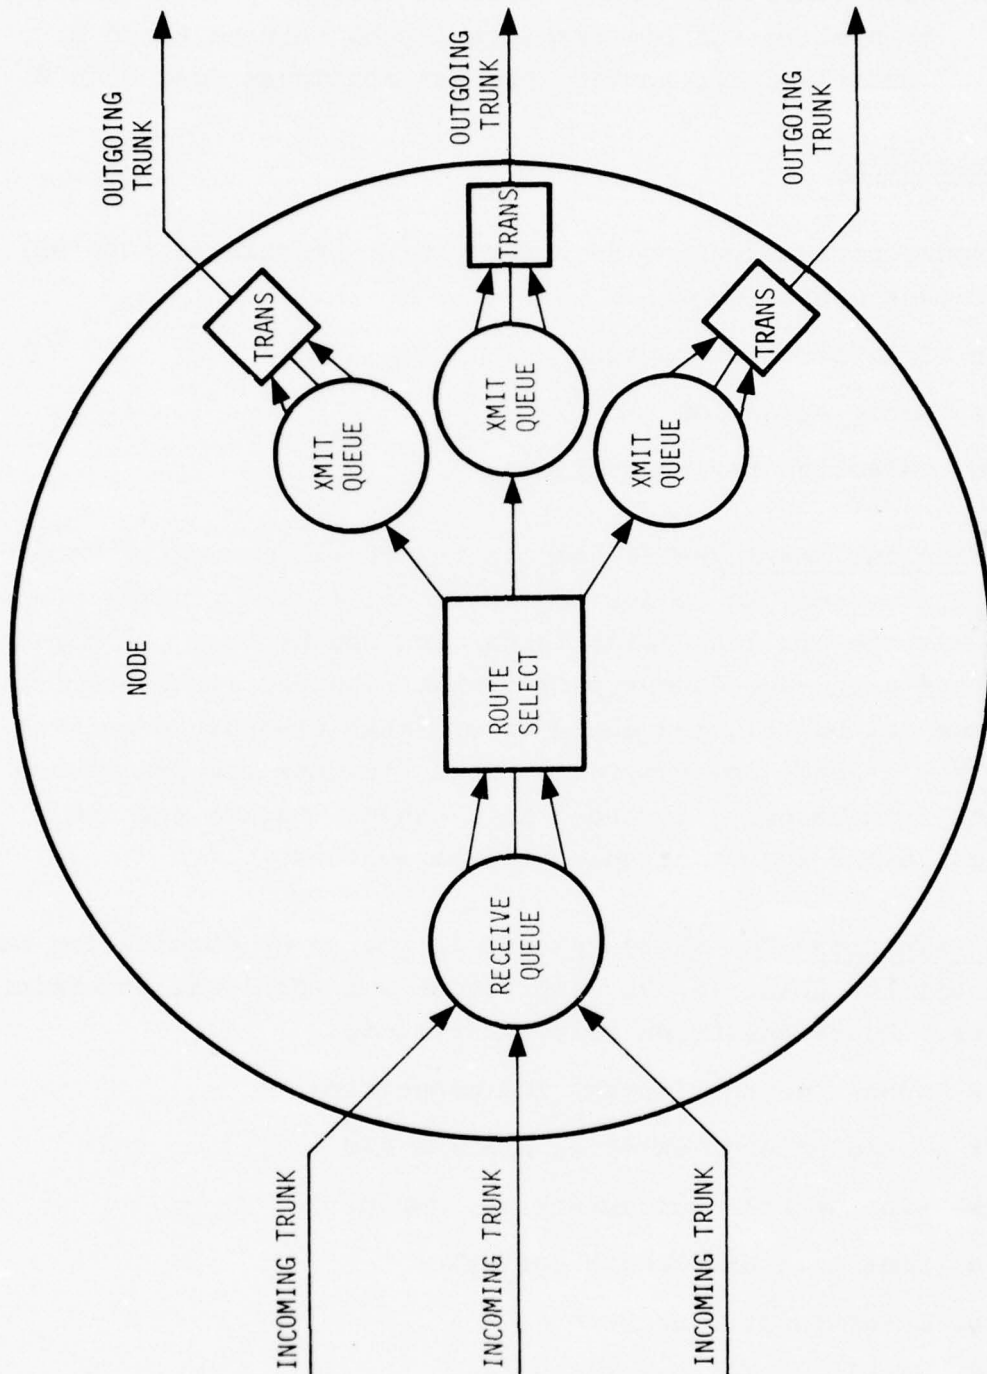 INCOMING TRUNK
INCOMING TRUNK
INCOMING TRUNK
NODE
RECEIVE
QUEUE
ROUTE
SELECT
XMIT
QUEUE
XMIT
QUEUE
XMIT
QUEUE
TRANS
TRANS
TRANS
OUTGOING
TRUNK
OUTGOING
TRUNK
OUTGOING
TRUNK